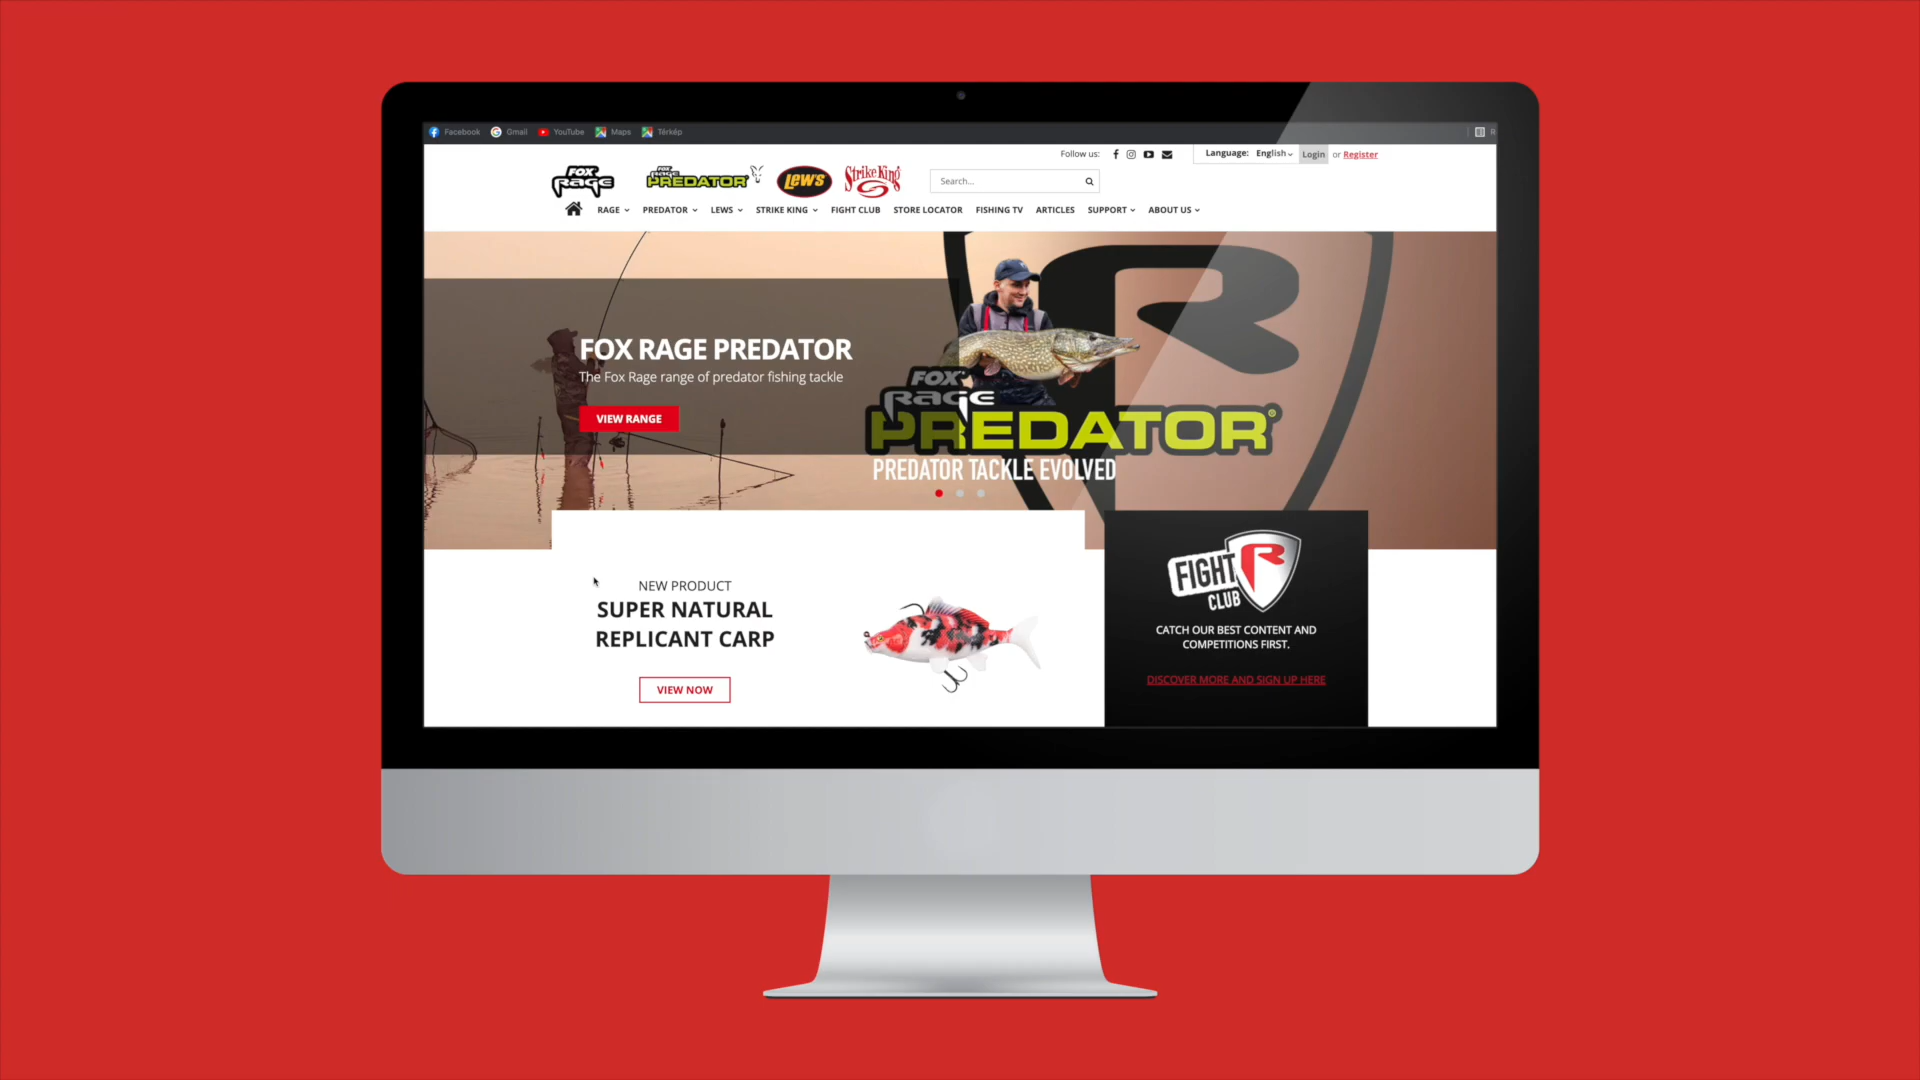 Facebook Gmail YouTube Maps Térkép R
Follow us: Language: English Login or Register
FOX RAGE FOX RAGE PREDATOR LEW'S Strike King Search...
RAGE PREDATOR LEWS STRIKE KING FIGHT CLUB STORE LOCATOR FISHING TV ARTICLES SUPPORT ABOUT US
FOX RAGE PREDATOR
The Fox Rage range of predator fishing tackle
VIEW RANGE
FOX
RAGE
PREDATOR®
PREDATOR TACKLE EVOLVED
NEW PRODUCT
SUPER NATURAL
REPLICANT CARP
VIEW NOW
FIGHT R
CLUB
CATCH OUR BEST CONTENT AND
COMPETITIONS FIRST.
DISCOVER MORE AND SIGN UP HERE